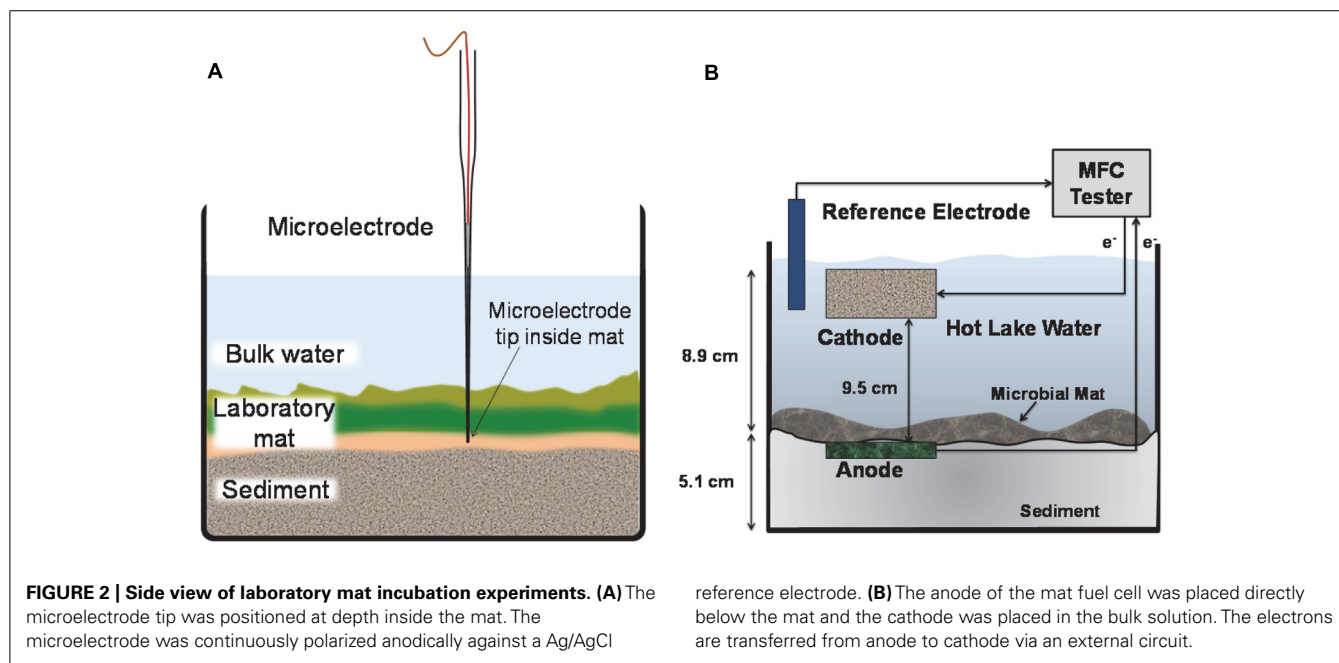 A
Microelectrode
Microelectrode
tip inside mat
Bulk water
Laboratory
mat
Sediment
B
MFC
Tester
Reference Electrode
e-
e-
Cathode
Hot Lake Water
8.9 cm
9.5 cm
Microbial Mat
Anode
5.1 cm
Sediment
FIGURE 2 | Side view of laboratory mat incubation experiments. (A) The
microelectrode tip was positioned at depth inside the mat. The
microelectrode was continuously polarized anodically against a Ag/AgCl
reference electrode. (B) The anode of the mat fuel cell was placed directly
below the mat and the cathode was placed in the bulk solution. The electrons
are transferred from anode to cathode via an external circuit.